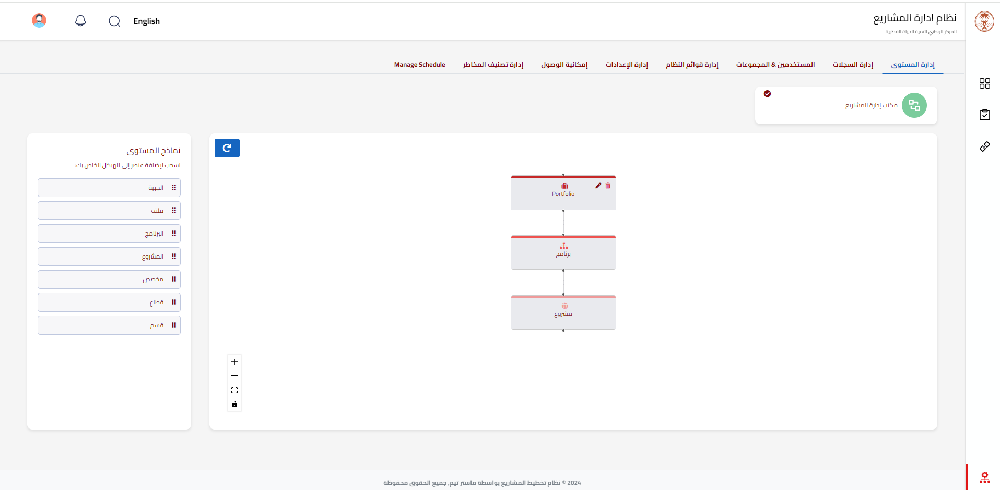 نظام ادارة المشاريع
المركز الوطني لتنمية الحياة الفطرية
English
إدارة المستوى
إدارة السجلات
المستخدمين & المجموعات
إدارة قوائم النظام
إدارة الإعدادات
إمكانية الوصول
إدارة تصنيف المخاطر
Manage Schedule
مكتب إدارة المشاريع
Portfolio
برنامج
مشروع
نماذج المستوى
اسحب لإضافة عنصر إلى الهيكل الخاص بك:
الجهة
ملف
البرنامج
المشروع
مخصص
قطاع
قسم
2024 © نظام تخطيط المشاريع بواسطة ماستر تيم, جميع الحقوق محفوظة